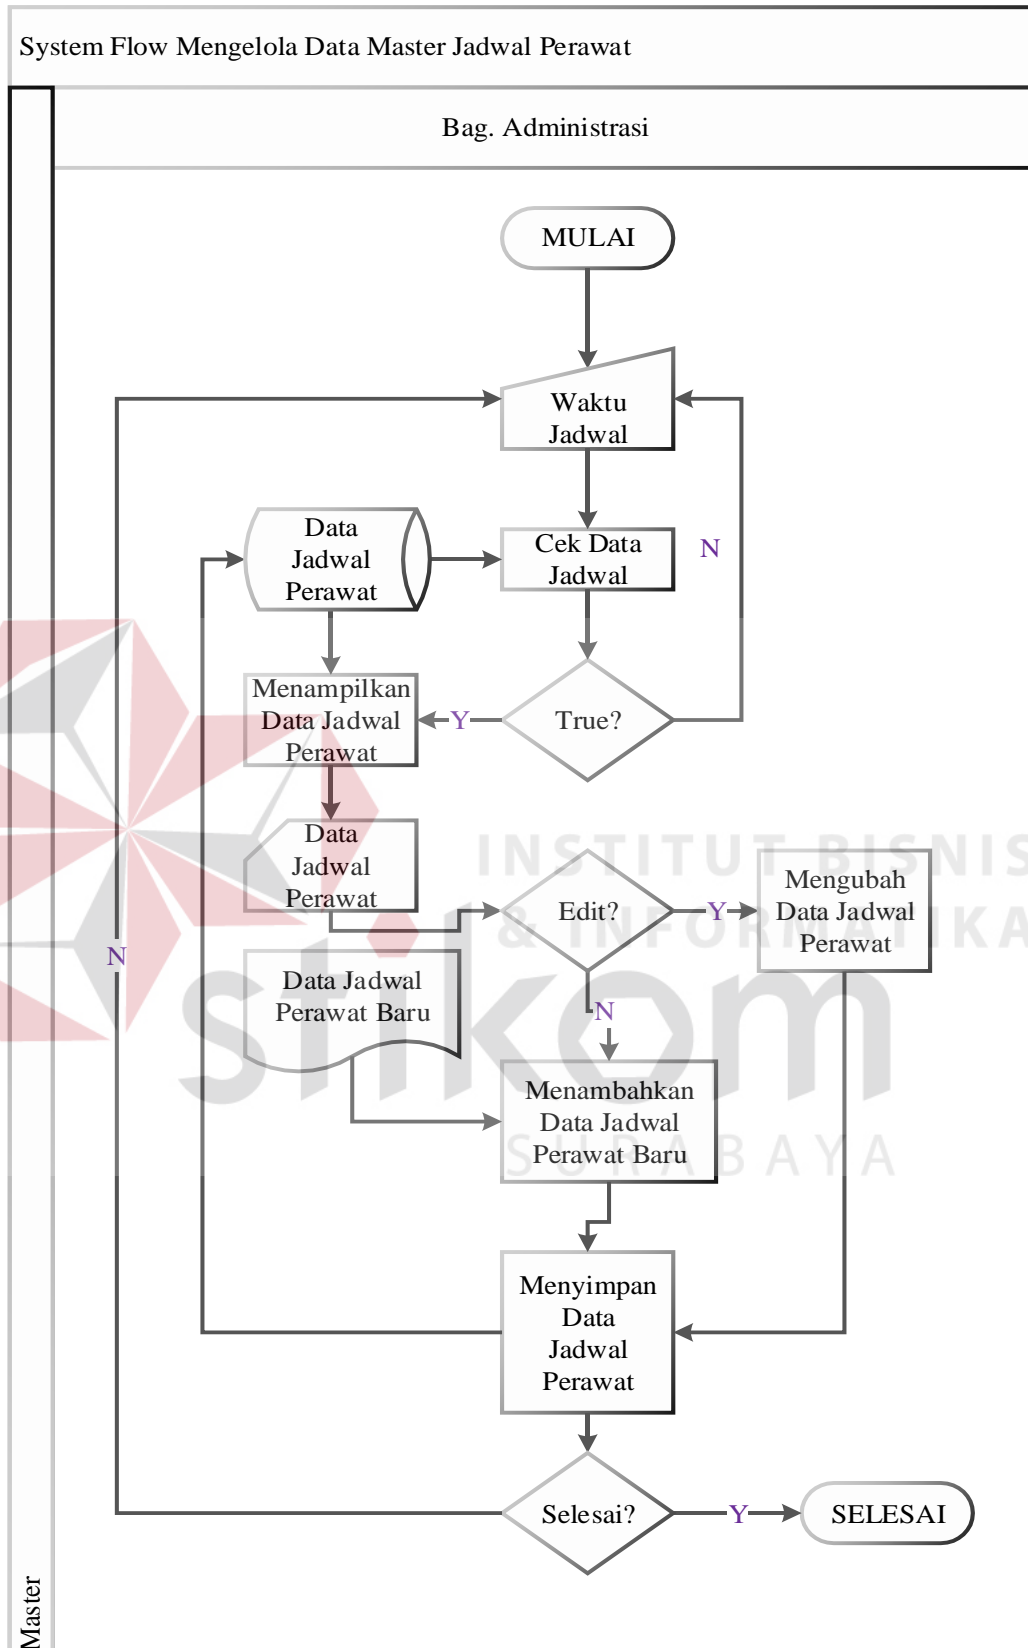 System Flow Mengelola Data Master Jadwal Perawat
Bag. Administrasi
MULAI
Waktu
Jadwal
Data
Jadwal
Perawat
Cek Data
Jadwal
N
Menampilkan
Data Jadwal
Perawat
Y
True?
Data
Jadwal
Perawat
INSTITUT BISNIS
& INFORMATIKA
stikom
SURABAYA
Edit?
Y
Mengubah
Data Jadwal
Perawat
N
Data Jadwal
Perawat Baru
N
Menambahkan
Data Jadwal
Perawat Baru
Menyimpan
Data
Jadwal
Perawat
Selesai?
Y
SELESAI
Master